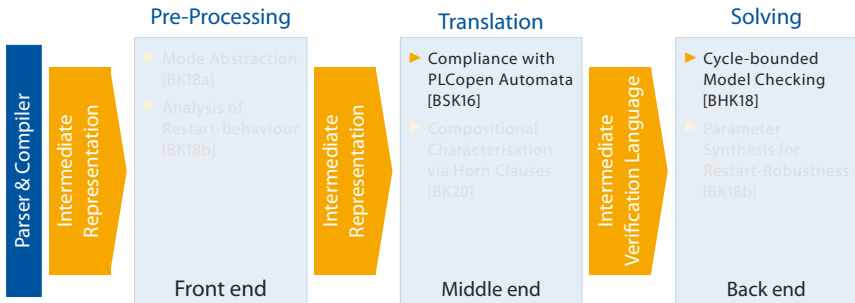 Pre-Processing
Translation
Solving
Parser & Compiler
Intermediate
Representation
Mode Abstraction
[BK18a]
Analysis of
Restart-behaviour
[BK18b]
Front end
Intermediate
Representation
Compliance with
PLCopen Automata
[BSK16]
Compositional
Characterisation
via Horn Clauses
[BK20]
Middle end
Intermediate
Verification Language
Cycle-bounded
Model Checking
[BHK18]
Parameter
Synthesis for
Restart-Robustness
[BK18b]
Back end